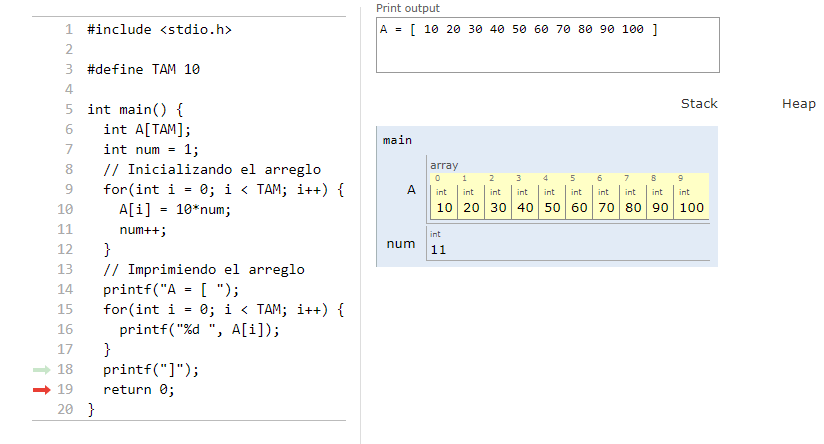 1 #include <stdio.h>
2
3 #define TAM 10
4
5 int main() {
6   int A[TAM];
7   int num = 1;
8   // Inicializando el arreglo
9   for(int i = 0; i < TAM; i++) {
10     A[i] = 10*num;
11     num++;
12   }
13   // Imprimiendo el arreglo
14   printf("A = [ ");
15   for(int i = 0; i < TAM; i++) {
16     printf("%d ", A[i]);
17   }
18   printf("]");
19   return 0;
20 }
Print output
A = [ 10 20 30 40 50 60 70 80 90 100 ]
Stack Heap
main
array
0 1 2 3 4 5 6 7 8 9
int int int int int int int int int int
A 10 20 30 40 50 60 70 80 90 100
int
num 11